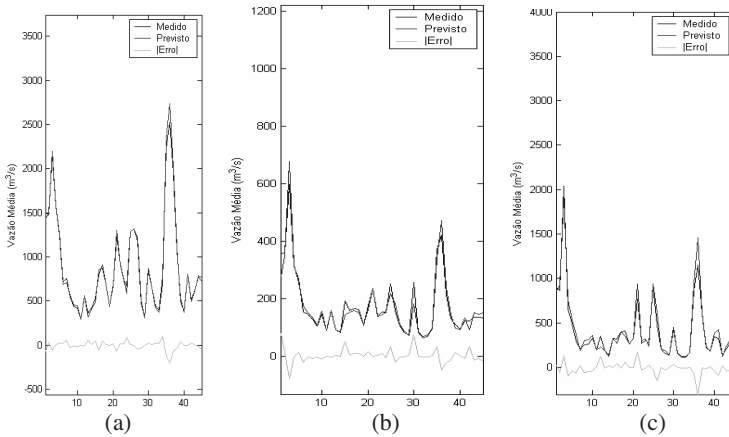 Medido
Previsto
|Erro|
3500
3000
2500
2000
1500
1000
500
0
-500
Vazão Média (m³/s)
10 20 30 40
(a)
Medido
Previsto
|Erro|
1200
1000
800
600
400
200
0
Vazão Média (m³/s)
10 20 30 40
(b)
Medido
Previsto
|Erro|
4000
3500
3000
2500
2000
1500
1000
500
0
Vazão Média (m³/s)
10 20 30 40
(c)